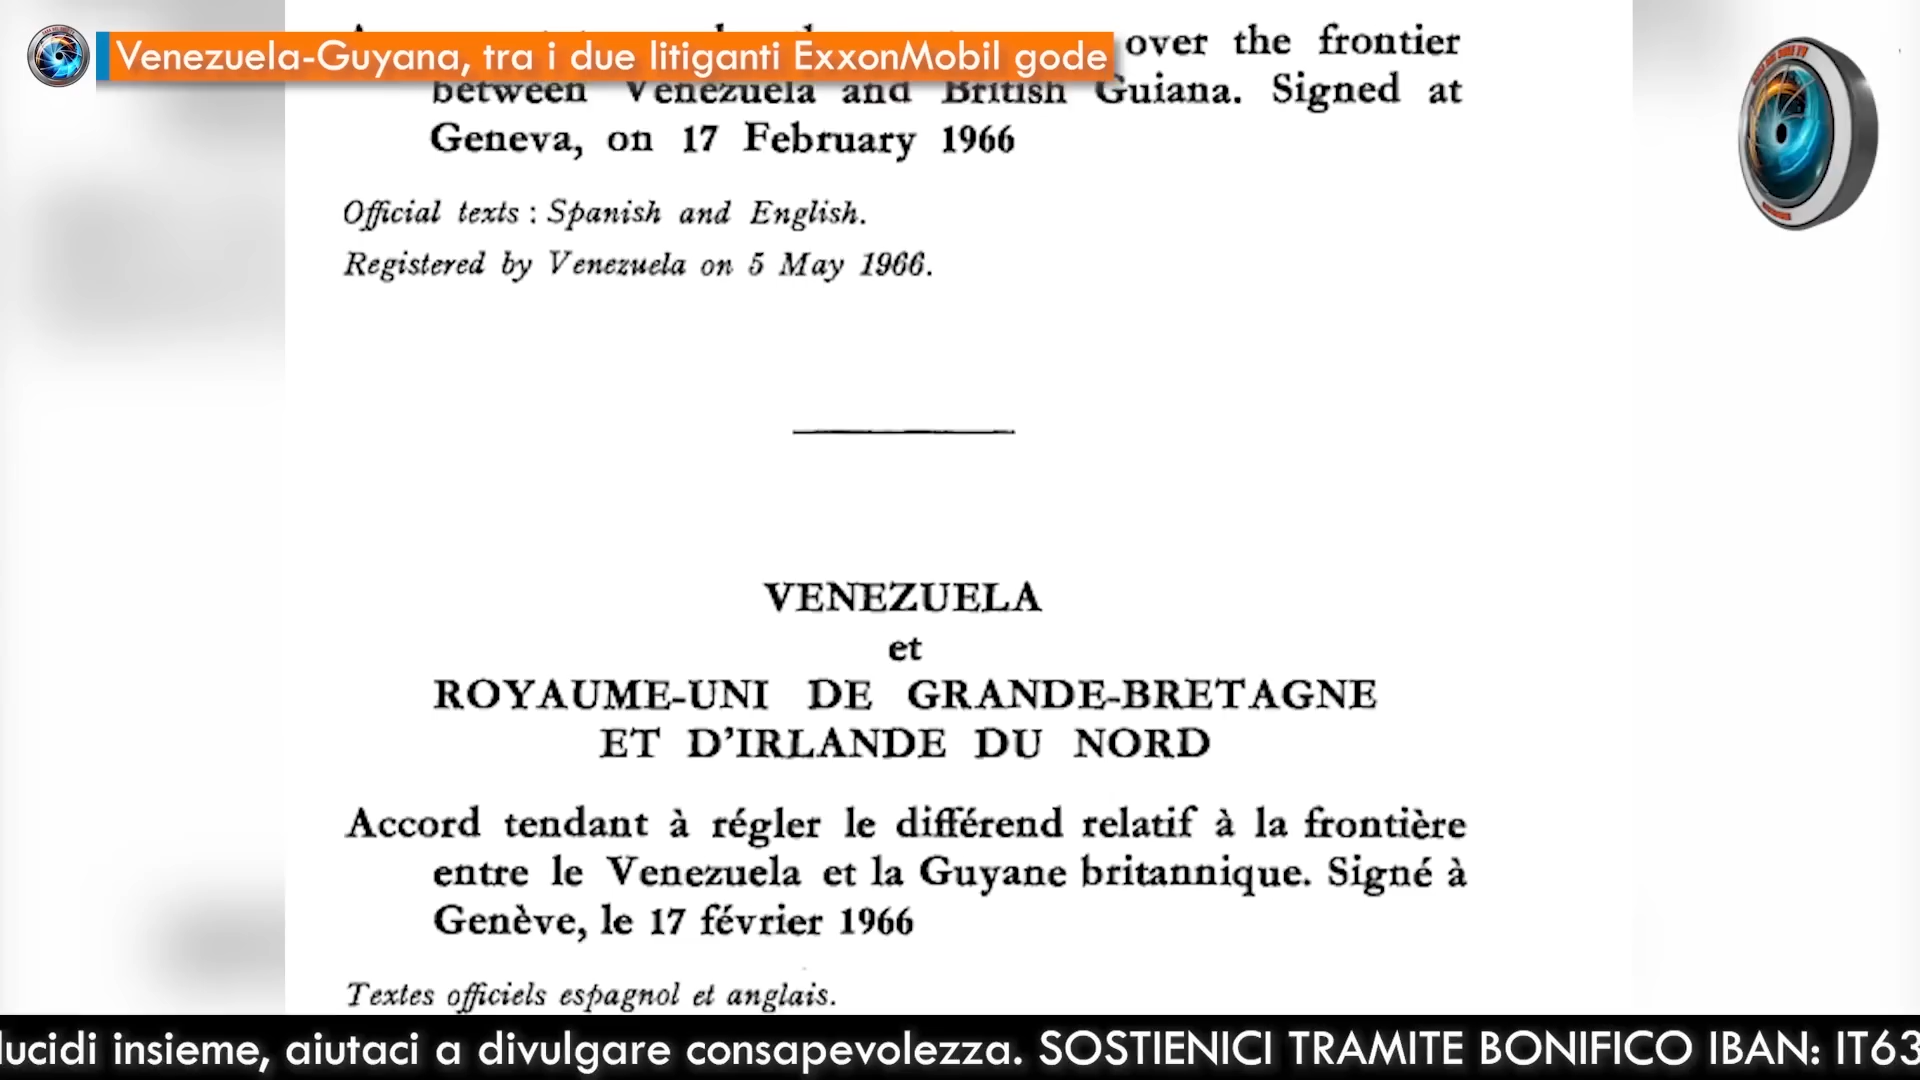 Venezuela-Guyana, tra i due litiganti ExxonMobil gode
over the frontier
between Venezuela and British Guiana. Signed at
Geneva, on 17 February 1966
Official texts : Spanish and English.
Registered by Venezuela on 5 May 1966.
VENEZUELA
et
ROYAUME-UNI DE GRANDE-BRETAGNE
ET D'IRLANDE DU NORD
Accord tendant à régler le différend relatif à la frontière
entre le Venezuela et la Guyane britannique. Signé à
Genève, le 17 février 1966
Textes officiels espagnol et anglais.
lucidi insieme, aiutaci a divulgare consapevolezza. SOSTIENICI TRAMITE BONIFICO IBAN: IT63